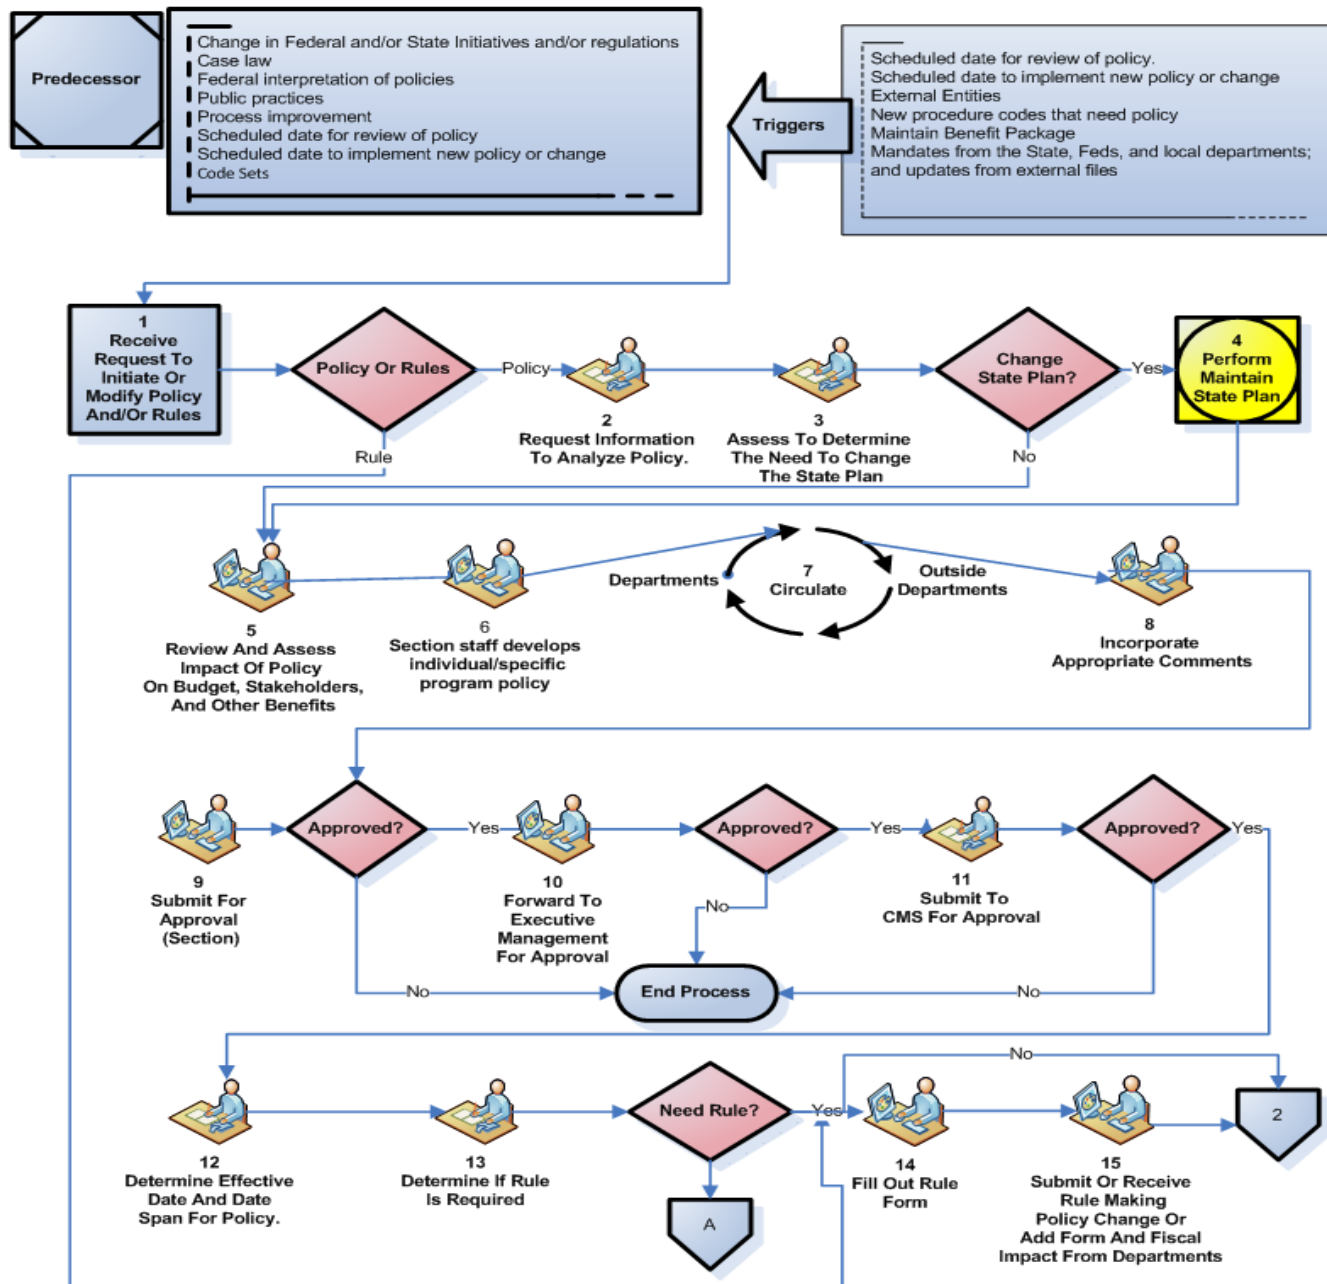 Predecessor
Change in Federal and/or State Initiatives and/or regulations
Case law
Federal interpretation of policies
Public practices
Process improvement
Scheduled date for review of policy
Scheduled date to implement new policy or change
Code Sets
Triggers
Scheduled date for review of policy.
Scheduled date to implement new policy or change
External Entities
New procedure codes that need policy
Maintain Benefit Package
Mandates from the State, Feds, and local departments;
and updates from external files
1
Receive
Request To
Initiate Or
Modify Policy
And/Or Rules
Policy Or Rules
Policy
Rule
2
Request Information
To Analyze Policy.
3
Assess To Determine
The Need To Change
The State Plan
Change
State Plan?
Yes
No
4
Perform
Maintain
State Plan
5
Review And Assess
Impact Of Policy
On Budget, Stakeholders,
And Other Benefits
6
Section staff develops
individual/specific
program policy
Departments
7
Circulate
Outside
Departments
8
Incorporate
Appropriate Comments
9
Submit For
Approval
(Section)
Approved?
Yes
No
10
Forward To
Executive
Management
For Approval
Approved?
Yes
No
11
Submit To
CMS For Approval
Approved?
Yes
No
End Process
12
Determine Effective
Date And Date
Span For Policy.
13
Determine If Rule
Is Required
Need Rule?
Yes
No
A
14
Fill Out Rule
Form
15
Submit Or Receive
Rule Making
Policy Change Or
Add Form And Fiscal
Impact From Departments
2